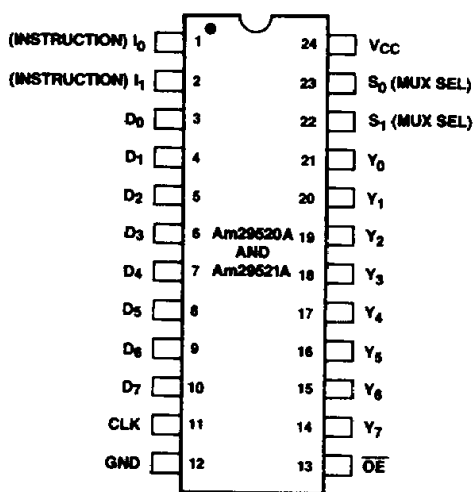 (INSTRUCTION) I0 1 24 VCC
(INSTRUCTION) I1 2 23 S0 (MUX SEL)
D0 3 22 S1 (MUX SEL)
D1 4 21 Y0
D2 5 20 Y1
D3 6 Am29520A 19 Y2
AND
D4 7 Am29521A 18 Y3
D5 8 17 Y4
D6 9 16 Y5
D7 10 15 Y6
CLK 11 14 Y7
GND 12 13 O̅E̅